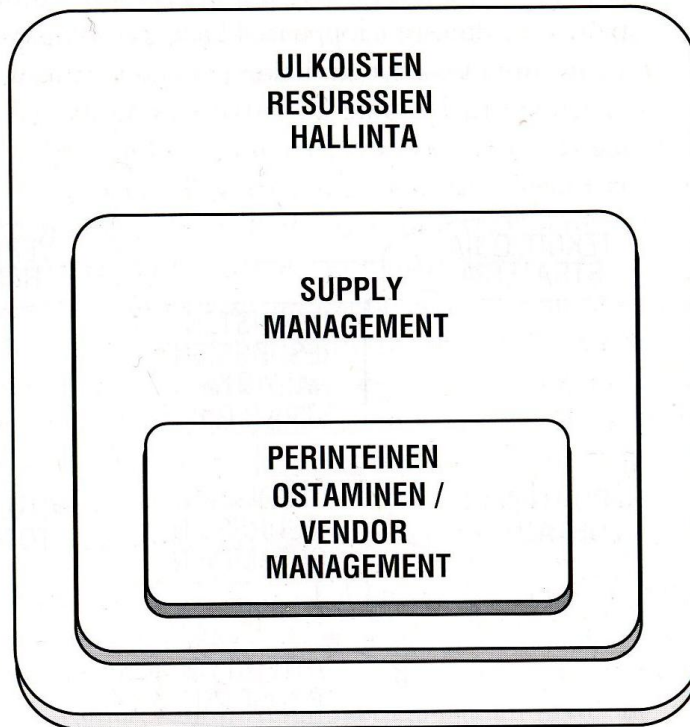 ULKOISTEN
RESURSSIEN
HALLINTA
SUPPLY
MANAGEMENT
PERINTEINEN
OSTAMINEN /
VENDOR
MANAGEMENT